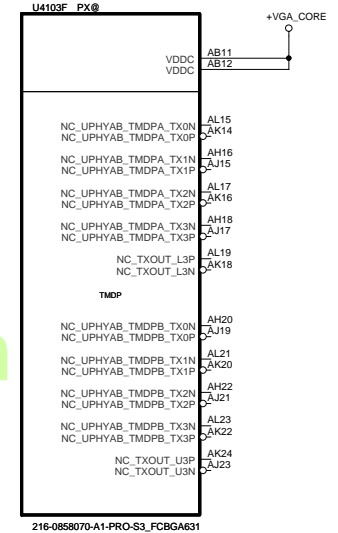 U4103F PX@
+VGA_CORE
VDDC AB11
VDDC AB12
NC_UPHYAB_TMDPA_TX0N AL15
NC_UPHYAB_TMDPA_TX0P AK14
NC_UPHYAB_TMDPA_TX1N AH16
NC_UPHYAB_TMDPA_TX1P AJ15
NC_UPHYAB_TMDPA_TX2N AL17
NC_UPHYAB_TMDPA_TX2P AK16
NC_UPHYAB_TMDPA_TX3N AH18
NC_UPHYAB_TMDPA_TX3P AJ17
NC_TXOUT_L3P AL19
NC_TXOUT_L3N AK18
TMDP
NC_UPHYAB_TMDPB_TX0N AH20
NC_UPHYAB_TMDPB_TX0P AJ19
NC_UPHYAB_TMDPB_TX1N AL21
NC_UPHYAB_TMDPB_TX1P AK20
NC_UPHYAB_TMDPB_TX2N AH22
NC_UPHYAB_TMDPB_TX2P AJ21
NC_UPHYAB_TMDPB_TX3N AL23
NC_UPHYAB_TMDPB_TX3P AK22
NC_TXOUT_U3P AK24
NC_TXOUT_U3N AJ23
216-0858070-A1-PRO-S3_FCBGA631